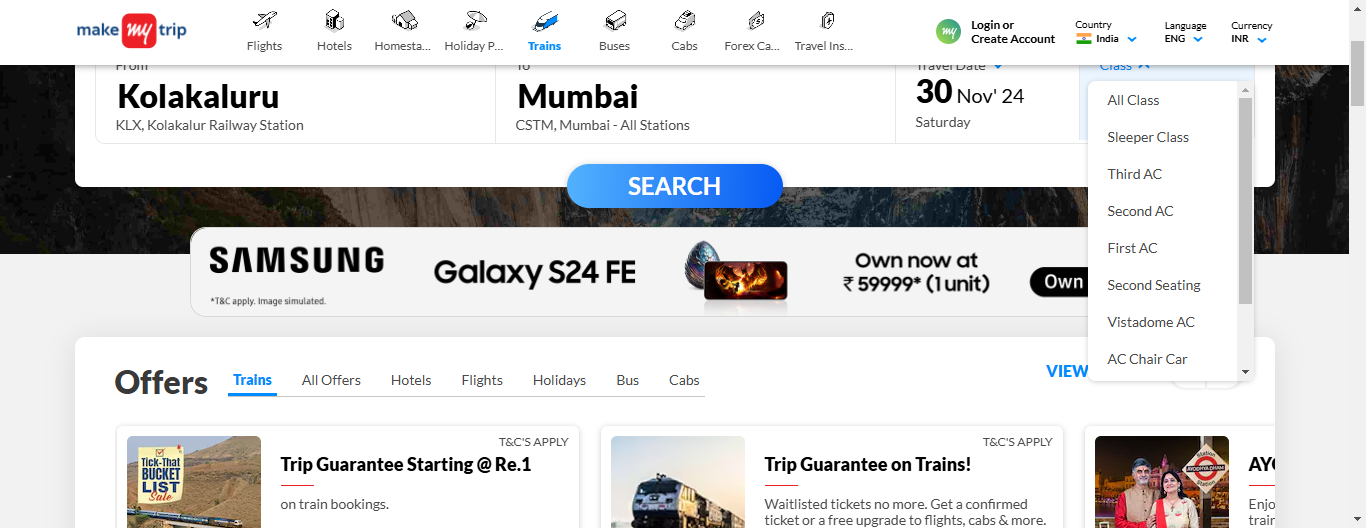 make my trip
Flights
Hotels
Homesta...
Holiday P...
Trains
Buses
Cabs
Forex Ca...
Travel Ins...
my
Login or
Create Account
Country
India
Language
ENG
Currency
INR
From
Kolakaluru
KLX, Kolakalur Railway Station
To
Mumbai
CSTM, Mumbai - All Stations
Travel Date
30 Nov' 24
Saturday
Class
All Class
Sleeper Class
Third AC
Second AC
First AC
Second Seating
Vistadome AC
AC Chair Car
SEARCH
SAMSUNG
*T&C apply. Image simulated.
Galaxy S24 FE
Own now at
₹ 59999* (1 unit)
Own
Offers
Trains
All Offers
Hotels
Flights
Holidays
Bus
Cabs
VIEW
TICK-THAT
BUCKET
LIST
Sale
T&C'S APPLY
Trip Guarantee Starting @ Re.1
on train bookings.
T&C'S APPLY
Trip Guarantee on Trains!
Waitlisted tickets no more. Get a confirmed
ticket or a free upgrade to flights, cabs & more.
Station
AYODHYA DHAM
Station
AYO
Enjo
train